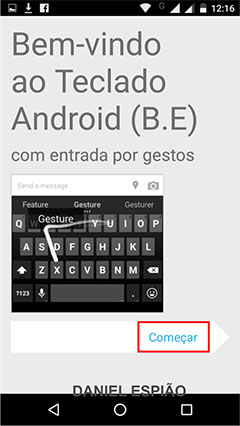 12:16
Bem-vindo
ao Teclado
Android (B.E)
com entrada por gestos
Send a message
Feature Gesture Gesturer
Gesture
Q Y U I O P
A S D F G H J K L
Z X C V B N M
?123
Começar
DANIEL ESPIÃO